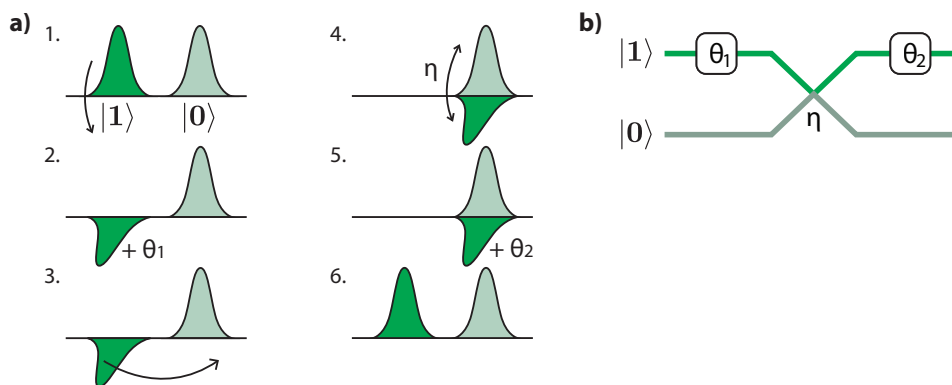 a)
1.
|1⟩
|0⟩
2.
+ θ1
3.
4.
η
5.
+ θ2
6.
b)
|1⟩
θ1
θ2
|0⟩
η